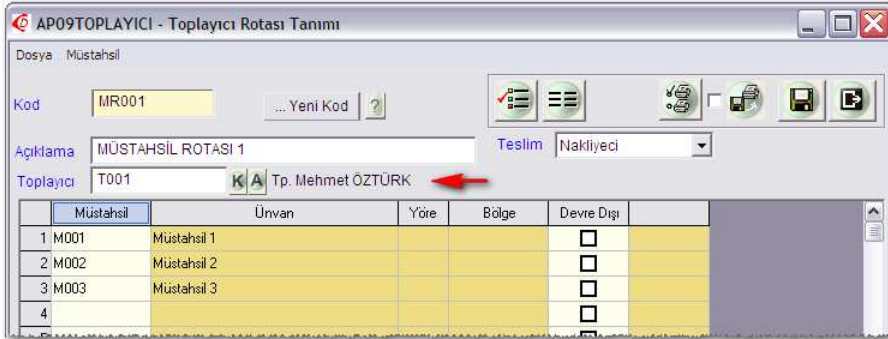 AP09TOPLAYICI - Toplayıcı Rotası Tanımı
Dosya Müstahsil
Kod MR001 ... Yeni Kod ?
Açıklama MÜSTAHSİL ROTASI 1 Teslim Nakliyeci
Toplayıcı T001 K A Tp. Mehmet ÖZTÜRK
Müstahsil Ünvan Yöre Bölge Devre Dışı
1 M001 Müstahsil 1
2 M002 Müstahsil 2
3 M003 Müstahsil 3
4